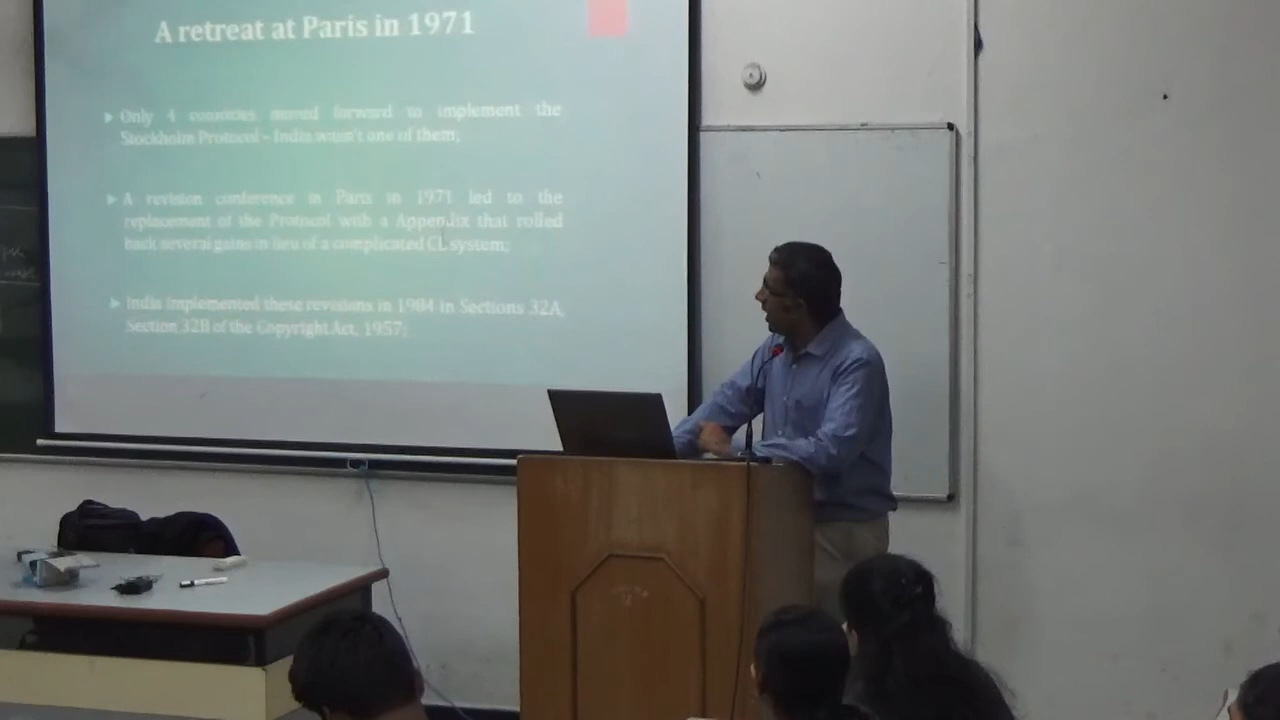 A retreat at Paris in 1971
Only 4 countries moved forward to implement the
Stockholm Protocol – India wasn't one of them;
A revision conference in Paris in 1971 led to the
replacement of the Protocol with a Appendix that rolled
back several gains in lieu of a complicated CL system;
India implemented these revisions in 1984 in Sections 32A,
Section 32B of the Copyright Act, 1957;